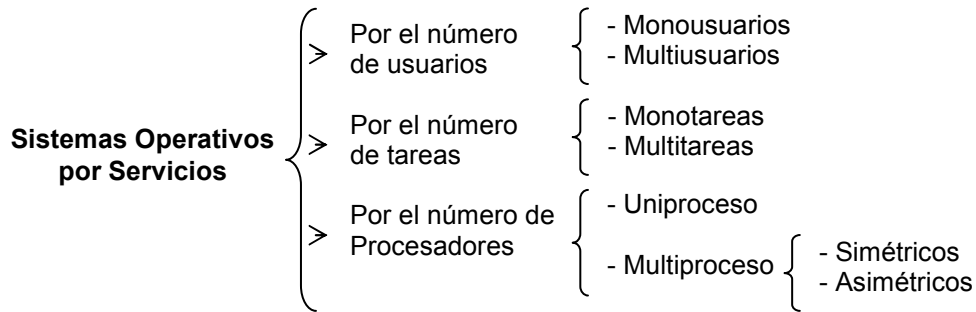 Sistemas Operativos
por Servicios
Por el número
de usuarios
- Monousuarios
- Multiusuarios
Por el número
de tareas
- Monotareas
- Multitareas
Por el número de
Procesadores
- Uniproceso
- Multiproceso
- Simétricos
- Asimétricos